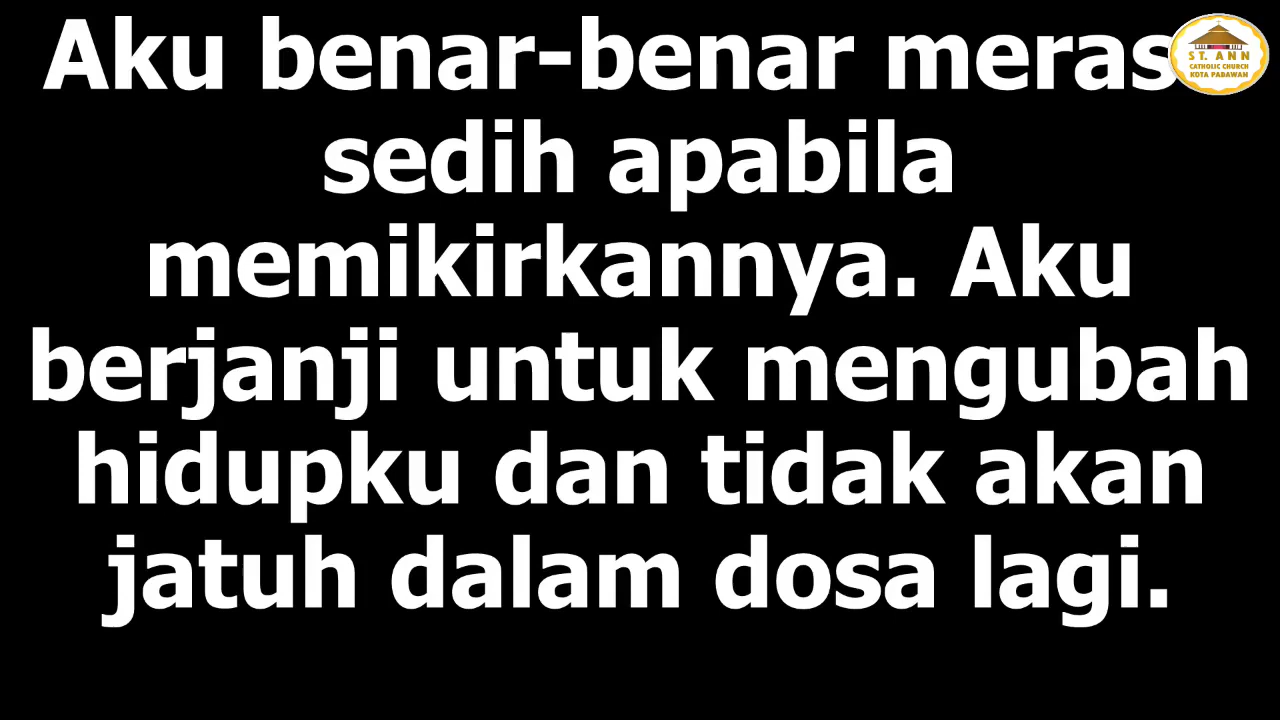 Aku benar-benar meras
sedih apabila
memikirkannya. Aku
berjanji untuk mengubah
hidupku dan tidak akan
jatuh dalam dosa lagi.
ST. ANN
CATHOLIC CHURCH
KOTA PADAWAN